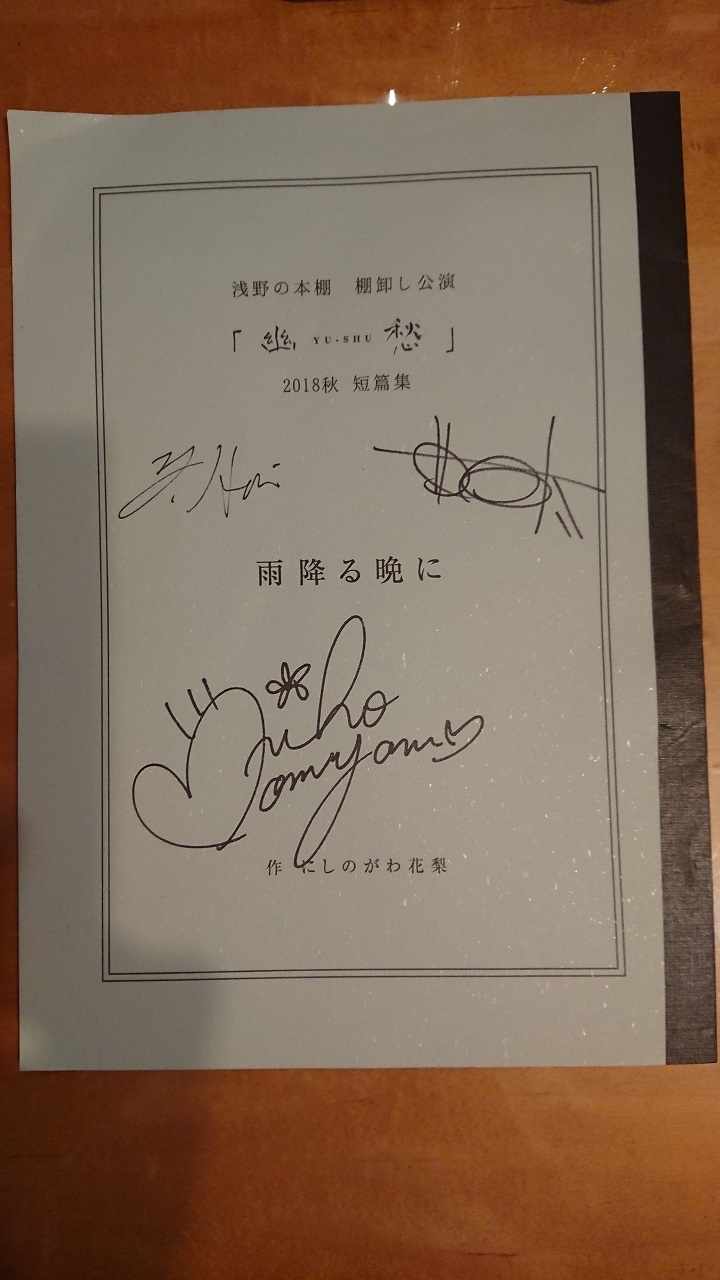 浅野の本棚 棚卸し公演
「幽 YU-SHU 愁」
2018秋 短篇集
雨降る晩に
作 にしのがわ花梨